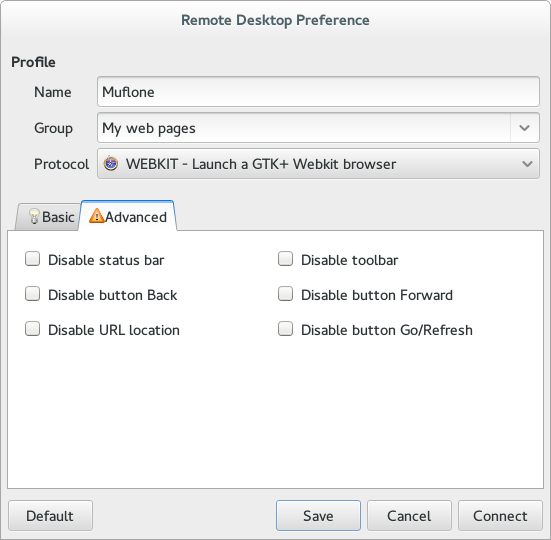 Remote Desktop Preference
Profile
Name Muflone
Group My web pages
Protocol WEBKIT - Launch a GTK+ Webkit browser
Basic Advanced
Disable status bar Disable toolbar
Disable button Back Disable button Forward
Disable URL location Disable button Go/Refresh
Default Save Cancel Connect